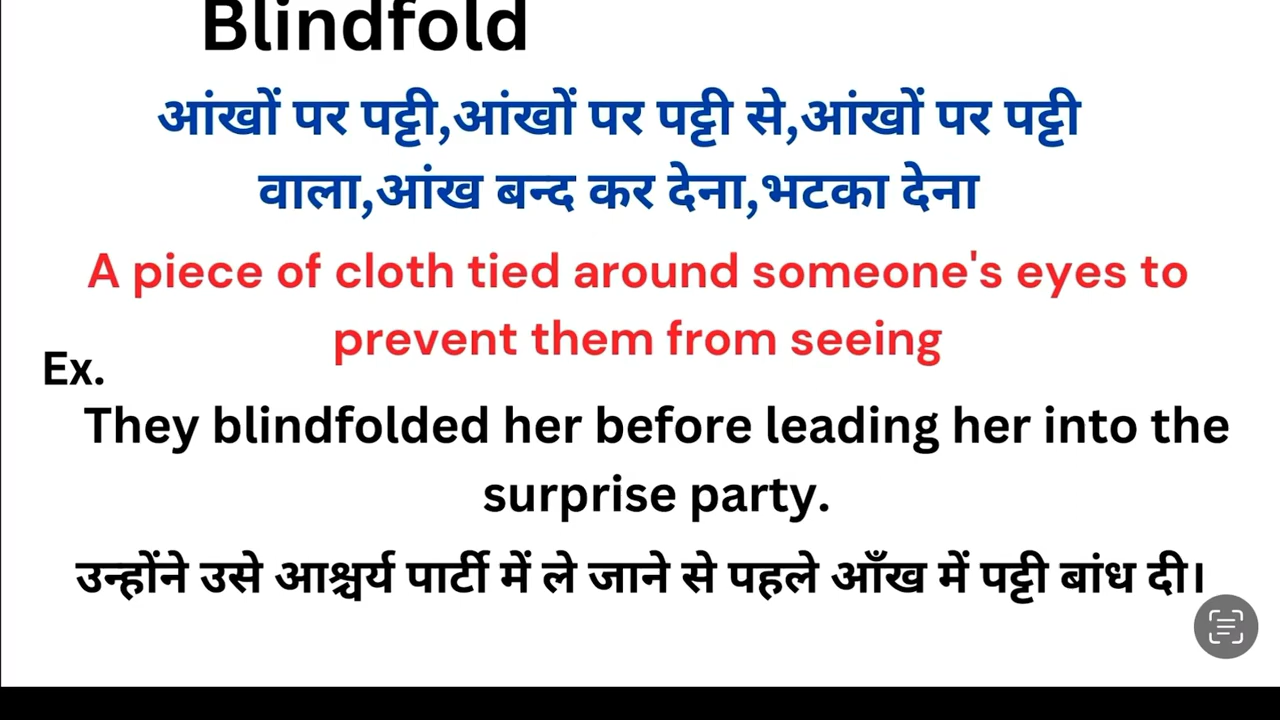 Blindfold
आंखों पर पट्टी,आंखों पर पट्टी से,आंखों पर पट्टी
वाला,आंख बन्द कर देना,भटका देना
A piece of cloth tied around someone's eyes to
prevent them from seeing
Ex.
They blindfolded her before leading her into the
surprise party.
उन्होंने उसे आश्चर्य पार्टी में ले जाने से पहले आँख में पट्टी बांध दी।